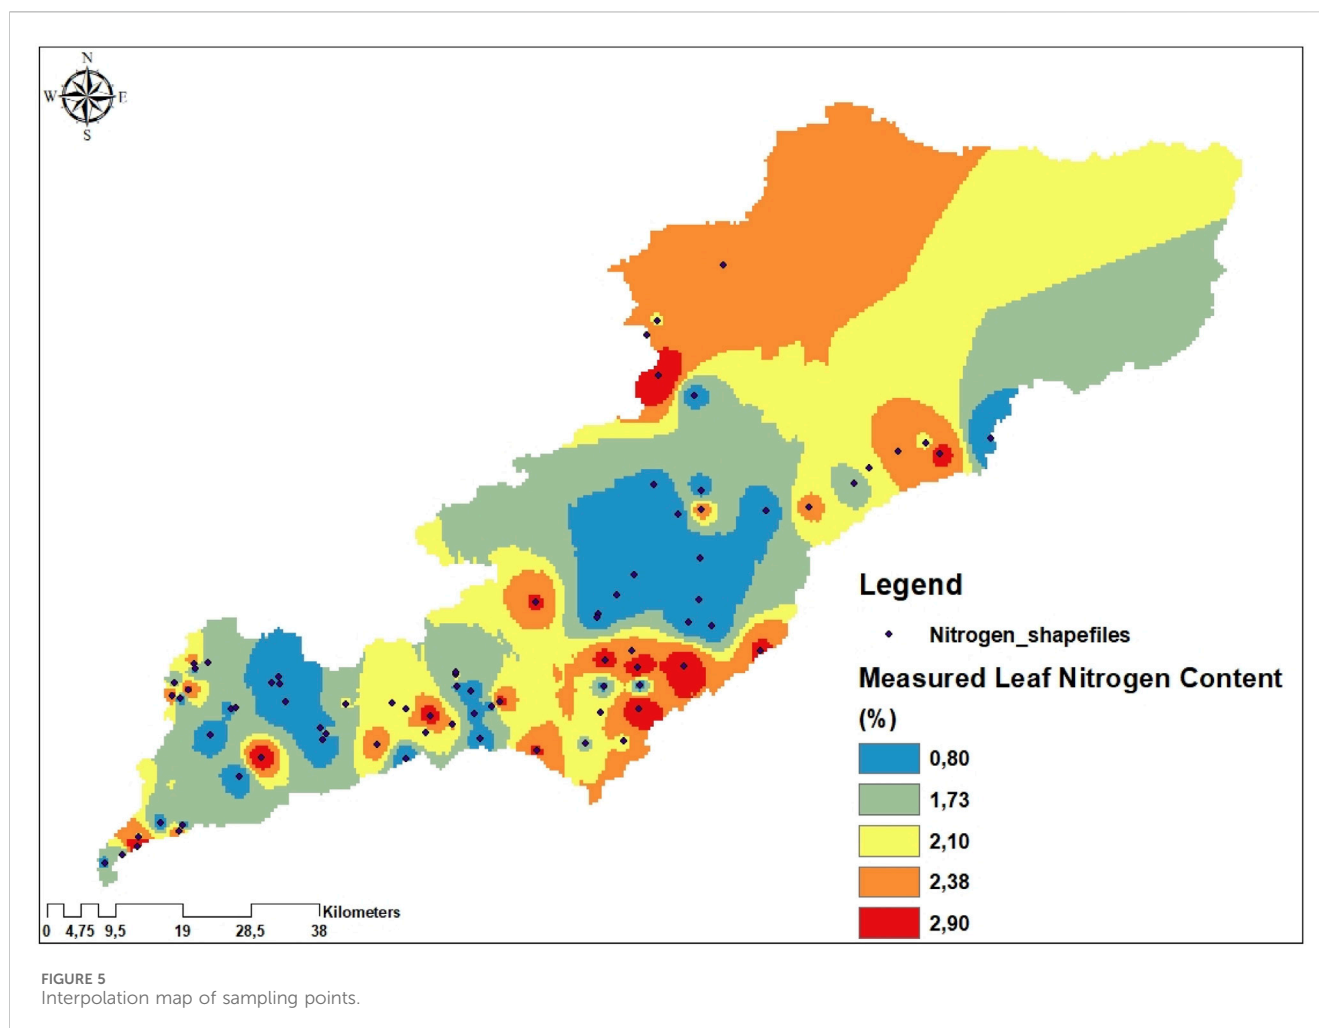 N
W E
S
Legend
Nitrogen_shapefiles
Measured Leaf Nitrogen Content
(%)
0,80
1,73
2,10
2,38
2,90
Kilometers
0 4,75 9,5 19 28,5 38
FIGURE 5
Interpolation map of sampling points.